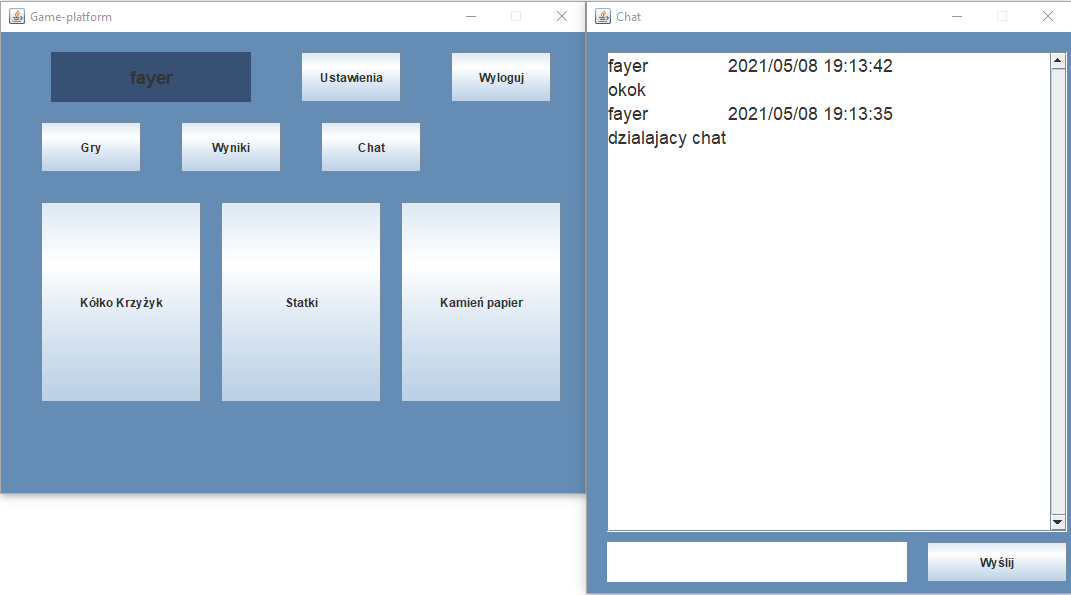 Game-platform
fayer
Ustawienia
Wyloguj
Gry
Wyniki
Chat
Kółko Krzyżyk
Statki
Kamień papier
Chat
fayer 2021/05/08 19:13:42
okok
fayer 2021/05/08 19:13:35
dzialajacy chat
Wyślij